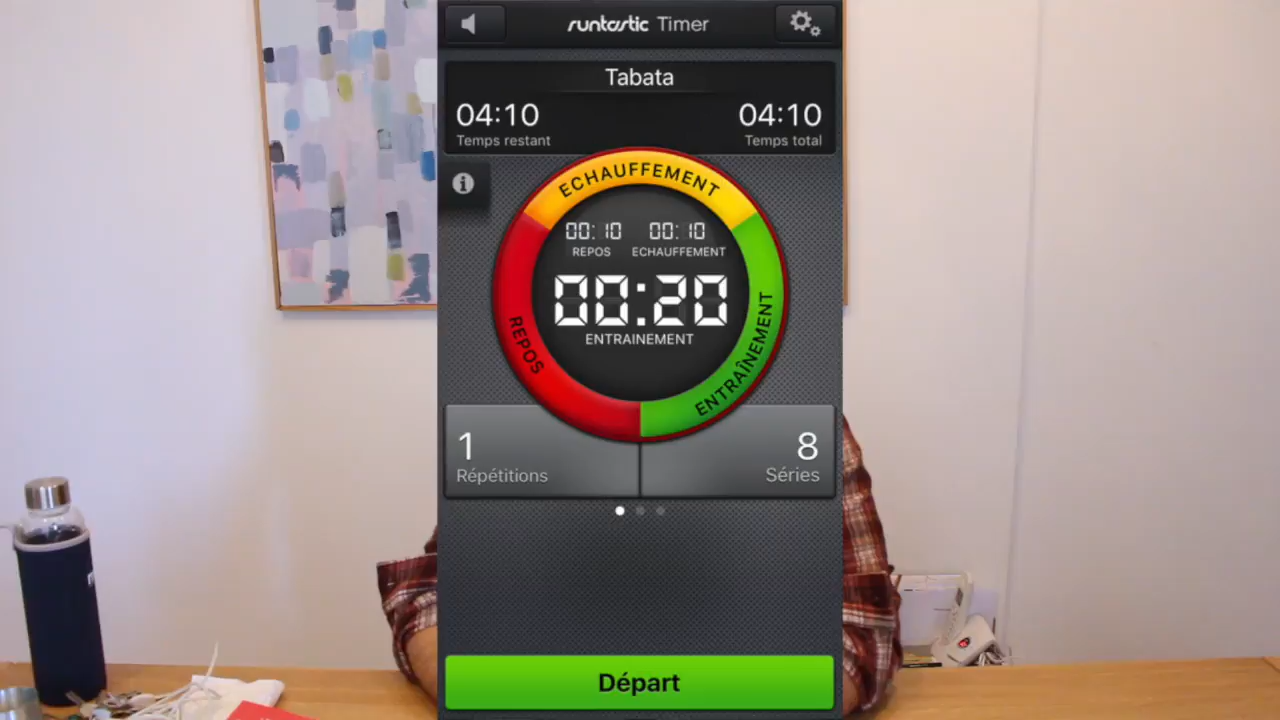 runtastic Timer
Tabata
04:10
04:10
Temps restant
Temps total
ECHAUFFEMENT
00:10
00:10
REPOS
ECHAUFFEMENT
00:20
ENTRAINEMENT
REPOS
ENTRAÎNEMENT
1
8
Répétitions
Séries
Départ